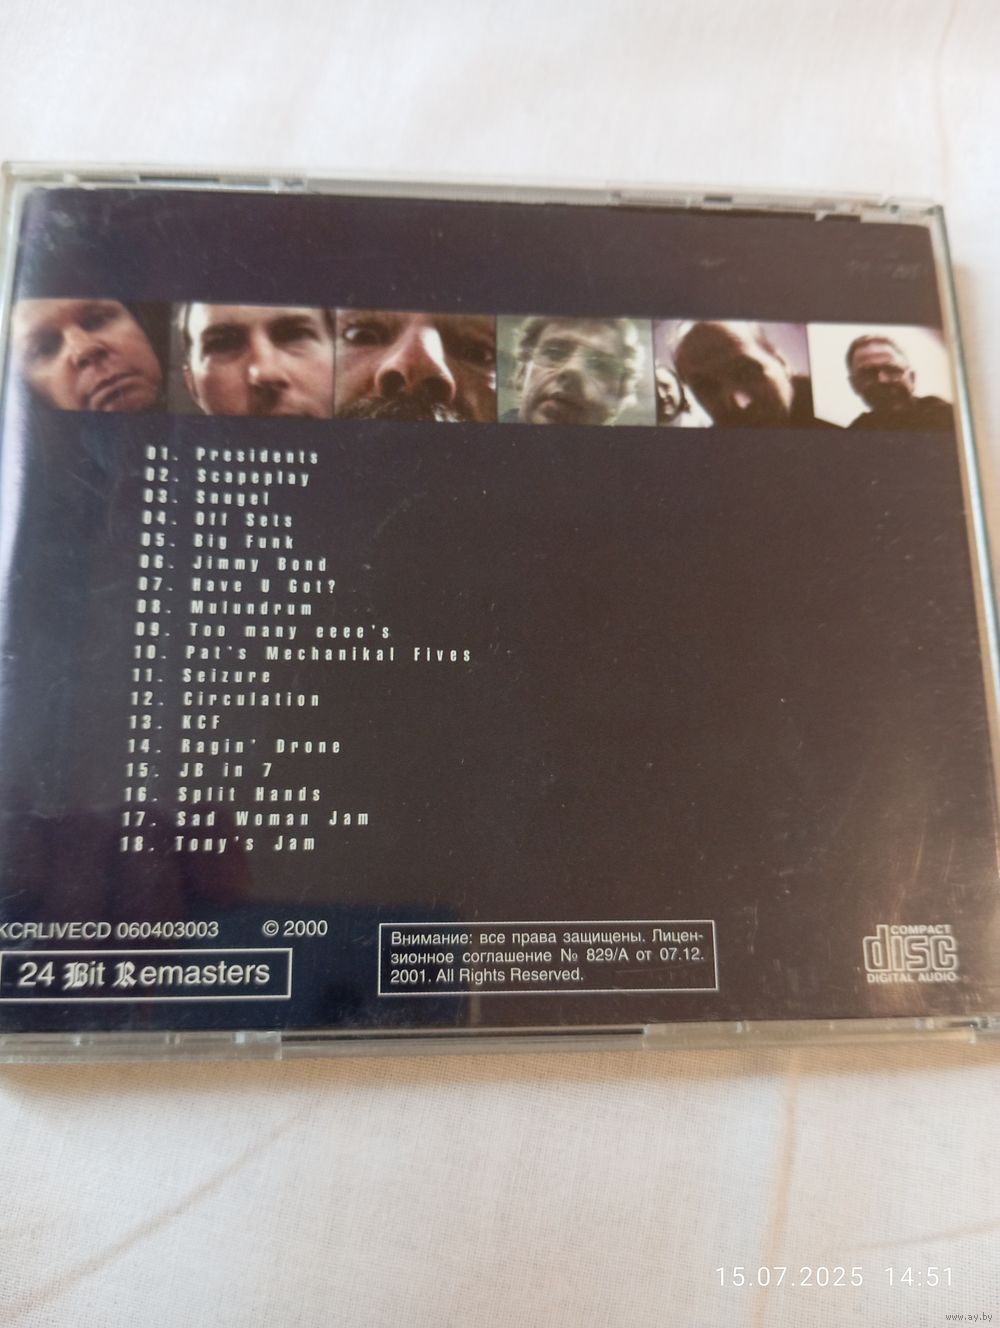 01. Presidents
02. Scapeplay
03. Snugel
04. Off Sets
05. Big Funk
06. Jimmy Bond
07. Have U Got?
08. Mulundrum
09. Too many eeee's
10. Pat's Mechanikal Fives
11. Seizure
12. Circulation
13. KCF
14. Ragin' Drone
15. JB in 7
16. Split Hands
17. Sad Woman Jam
18. Tony's Jam
KCRLIVECD 060403003 © 2000
24 Bit Remasters
Внимание: все права защищены. Лицен-
зионное соглашение № 829/А от 07.12.
2001. All Rights Reserved.
COMPACT
disc
DIGITAL AUDIO
15.07.2025 14:51
www.ay.by